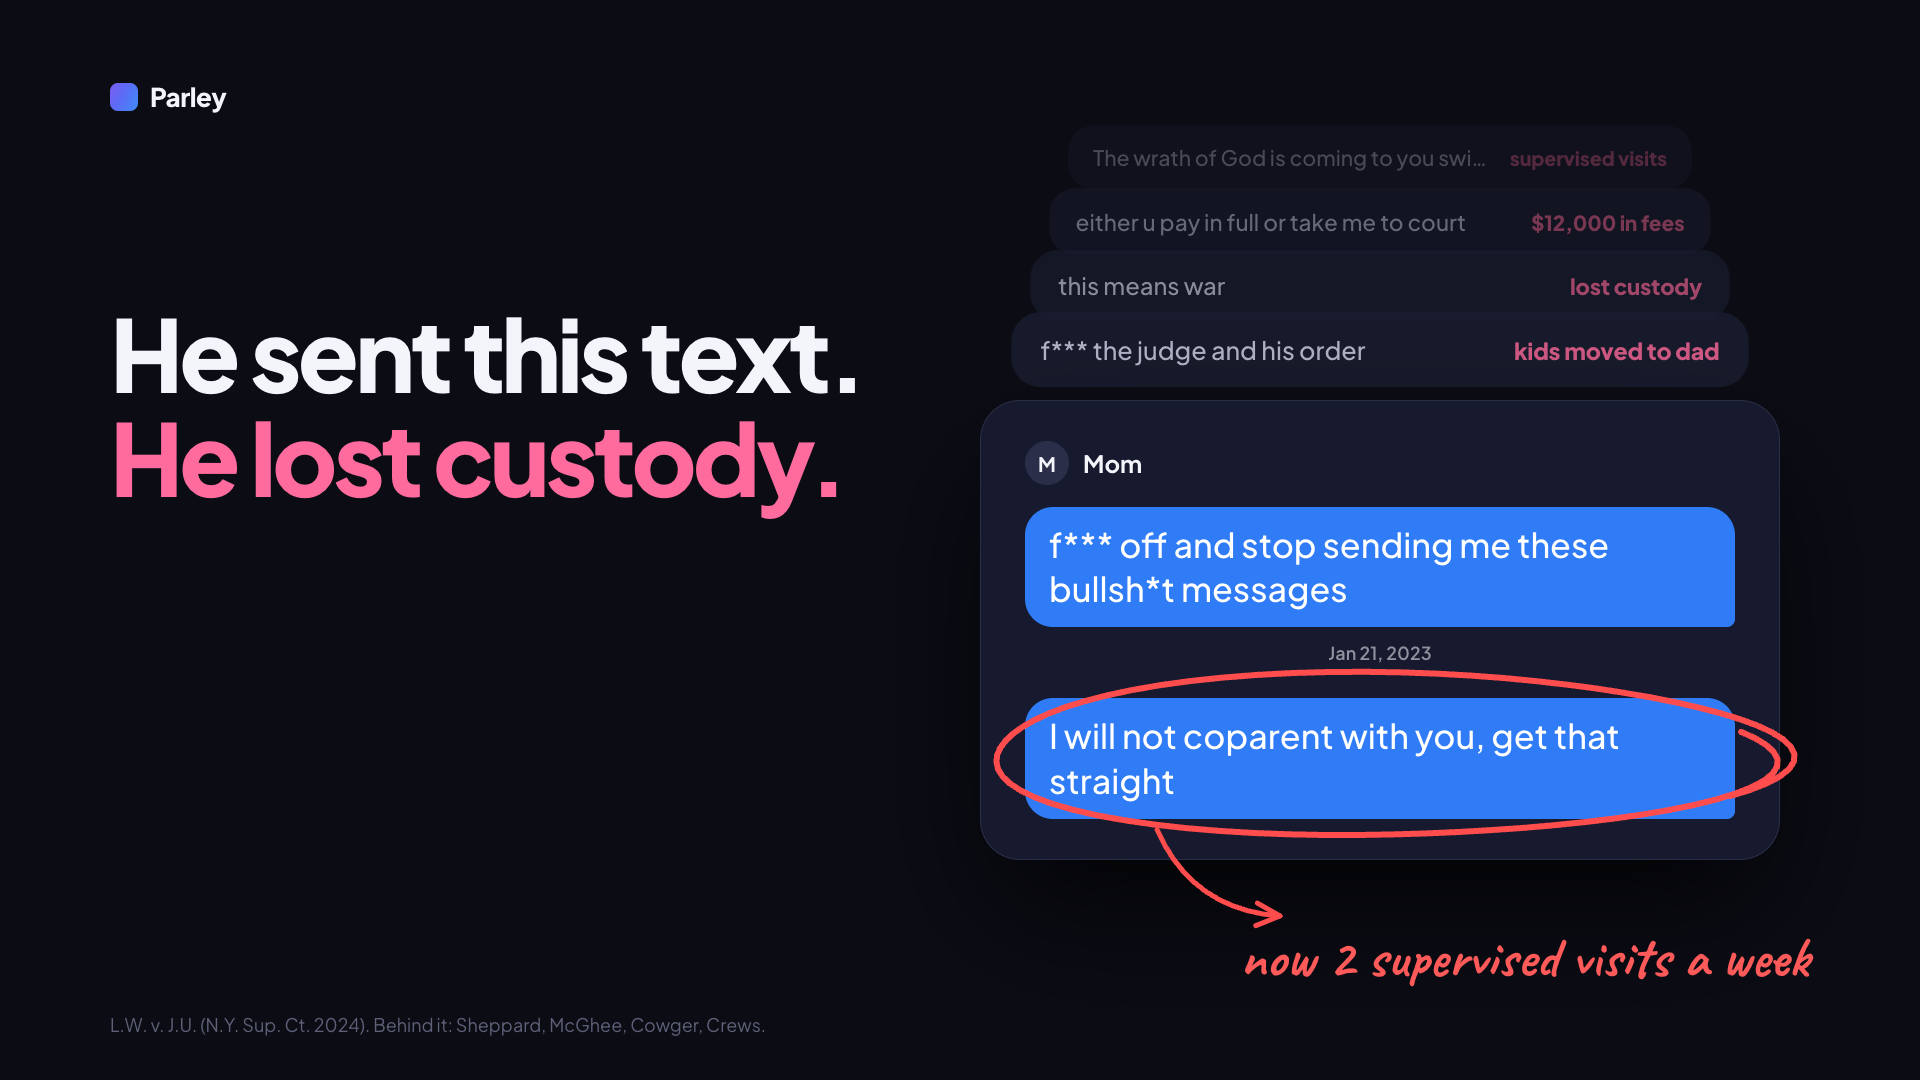 Parley
He sent this text.
He lost custody.
The wrath of God is coming to you swi... supervised visits
either u pay in full or take me to court $12,000 in fees
this means war lost custody
f*** the judge and his order kids moved to dad
M Mom
f*** off and stop sending me these
bullsh*t messages
Jan 21, 2023
I will not coparent with you, get that
straight
now 2 supervised visits a week
L.W. v. J.U. (N.Y. Sup. Ct. 2024). Behind it: Sheppard, McGhee, Cowger, Crews.